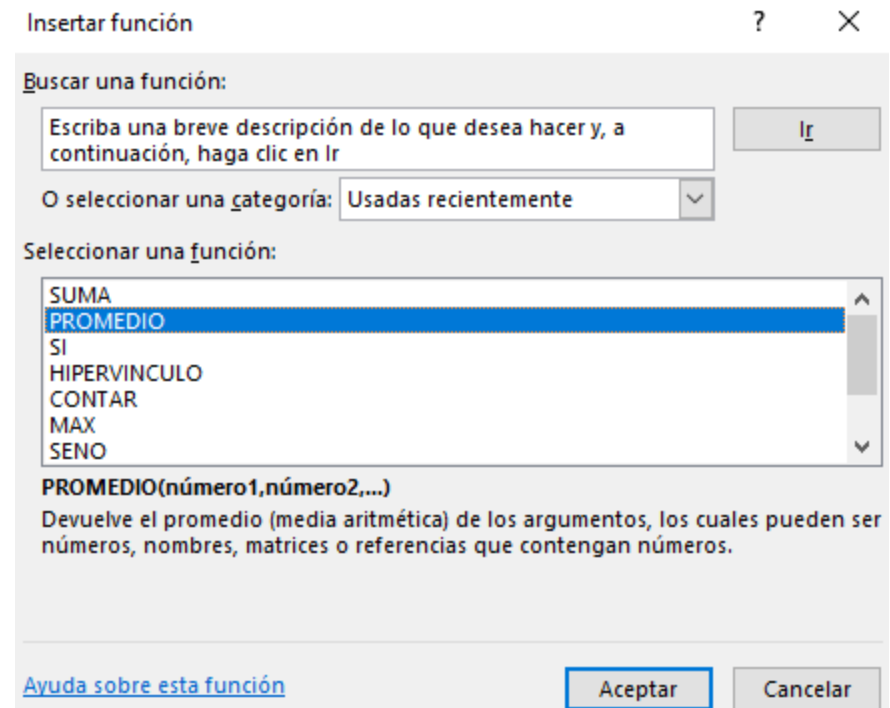 Insertar función
?
Buscar una función:
Escriba una breve descripción de lo que desea hacer y, a
continuación, haga clic en Ir
Ir
O seleccionar una categoría: Usadas recientemente
Seleccionar una función:
SUMA
PROMEDIO
SI
HIPERVINCULO
CONTAR
MAX
SENO
PROMEDIO(número1,número2,...)
Devuelve el promedio (media aritmética) de los argumentos, los cuales pueden ser
números, nombres, matrices o referencias que contengan números.
Ayuda sobre esta función
Aceptar
Cancelar